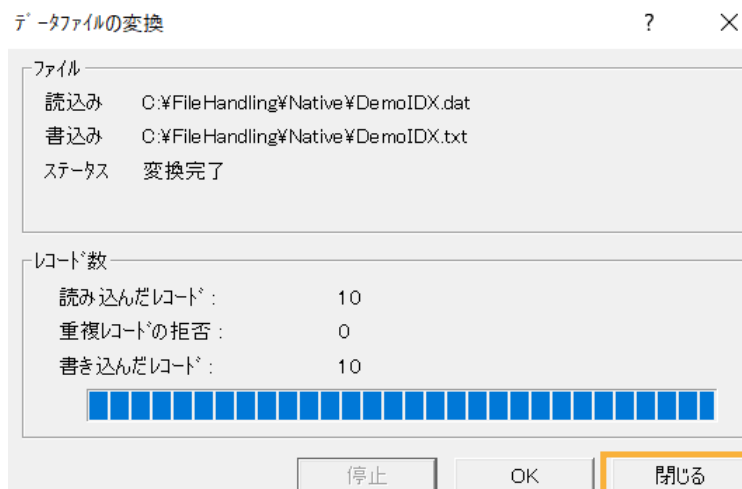 ﾃﾞｰﾀﾌｧｲﾙの変換 ? ×
ﾌｧｲﾙ
読込み C:¥FileHandling¥Native¥DemoIDX.dat
書込み C:¥FileHandling¥Native¥DemoIDX.txt
ｽﾃｰﾀｽ 変換完了
ﾚｺｰﾄﾞ数
読み込んだﾚｺｰﾄﾞ : 10
重複ﾚｺｰﾄﾞの拒否 : 0
書き込んだﾚｺｰﾄﾞ : 10
停止 OK 閉じる